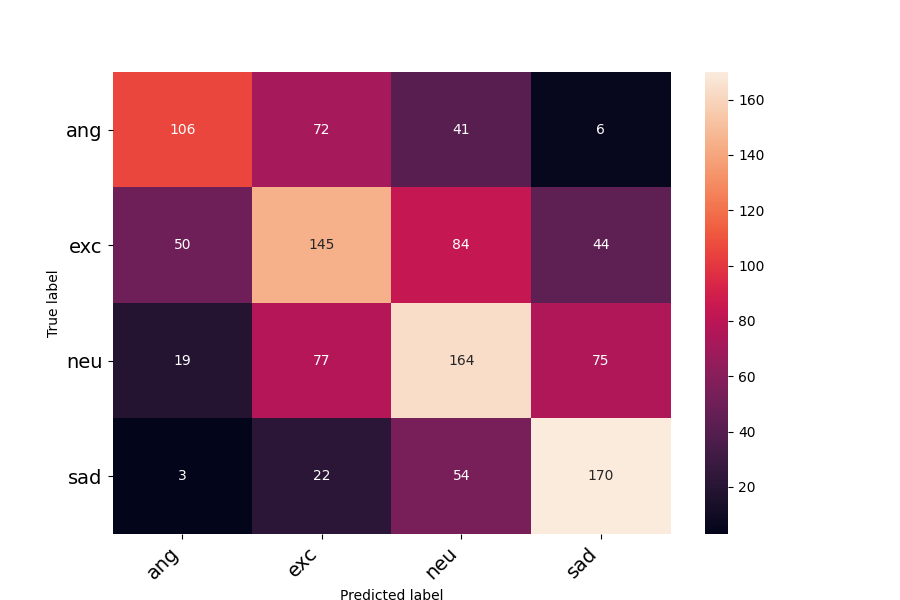 True label
ang 106 72 41 6
exc 50 145 84 44
neu 19 77 164 75
sad 3 22 54 170
ang exc neu sad
Predicted label
160
140
120
100
80
60
40
20